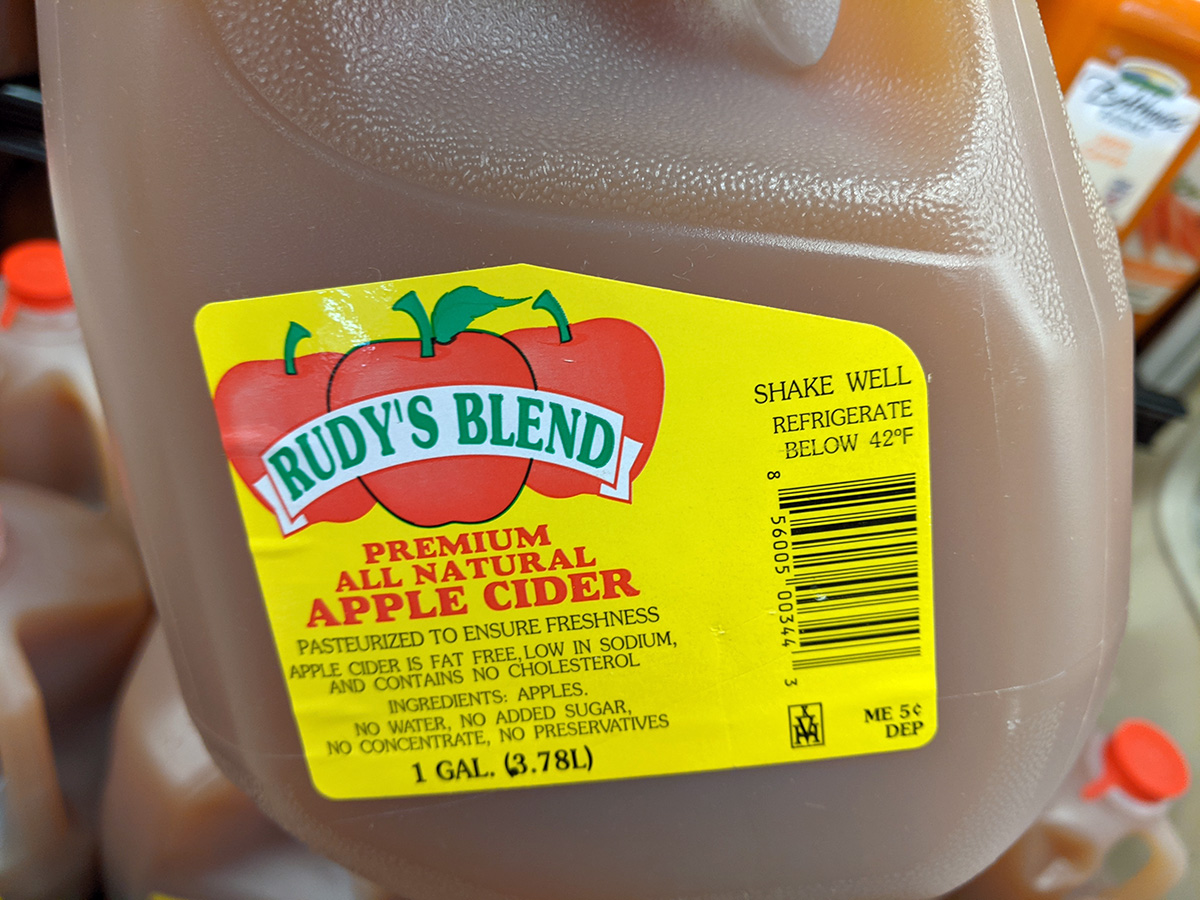 RUDY'S BLEND
PREMIUM
ALL NATURAL
APPLE CIDER
PASTEURIZED TO ENSURE FRESHNESS
APPLE CIDER IS FAT FREE, LOW IN SODIUM,
AND CONTAINS NO CHOLESTEROL
INGREDIENTS: APPLES.
NO WATER, NO ADDED SUGAR,
NO CONCENTRATE, NO PRESERVATIVES
1 GAL. (3.78L)
SHAKE WELL
REFRIGERATE
BELOW 42°F
8 56005 00344 3
ME 5¢
DEP